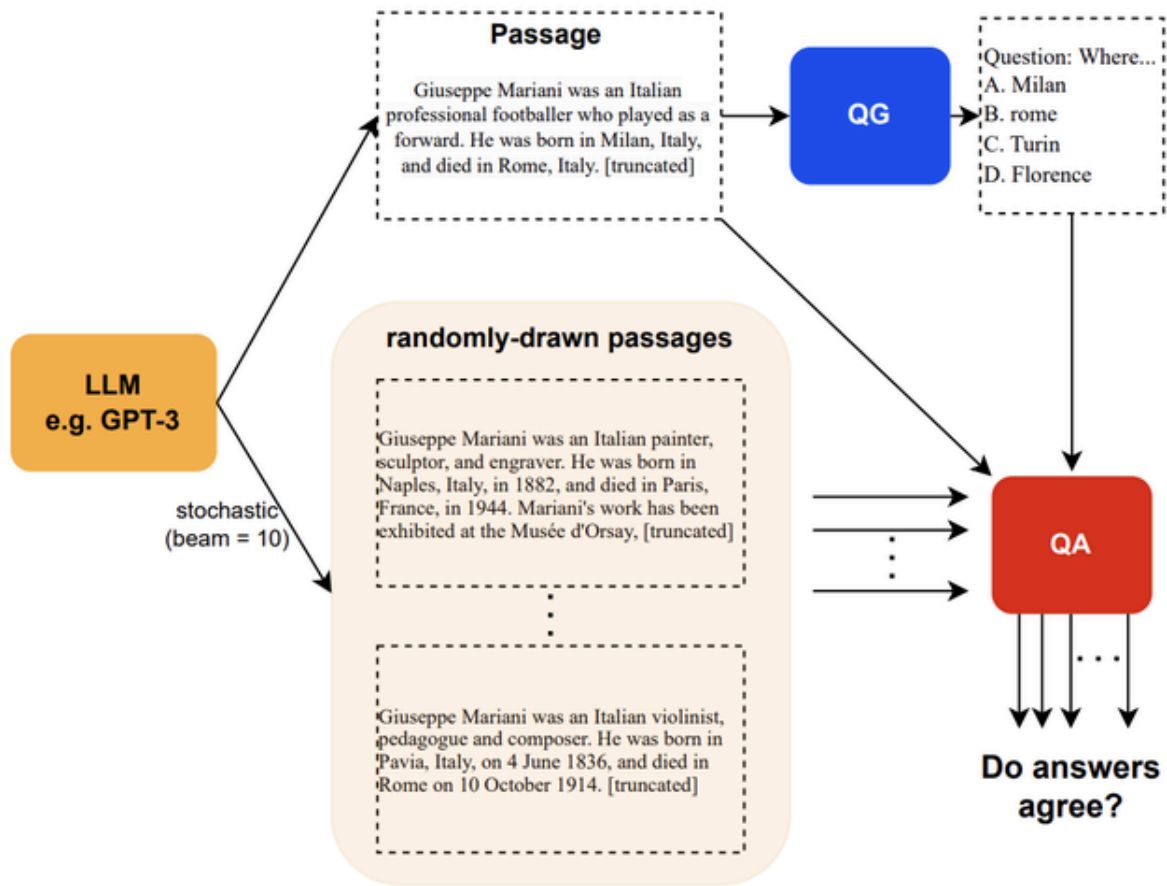 Passage
Giuseppe Mariani was an Italian
professional footballer who played as a
forward. He was born in Milan, Italy,
and died in Rome, Italy. [truncated]
QG
Question: Where...
A. Milan
B. rome
C. Turin
D. Florence
LLM
e.g. GPT-3
stochastic
(beam = 10)
randomly-drawn passages
Giuseppe Mariani was an Italian painter,
sculptor, and engraver. He was born in
Naples, Italy, in 1882, and died in Paris,
France, in 1944. Mariani's work has been
exhibited at the Musée d'Orsay, [truncated]
Giuseppe Mariani was an Italian violinist,
pedagogue and composer. He was born in
Pavia, Italy, on 4 June 1836, and died in
Rome on 10 October 1914. [truncated]
QA
Do answers
agree?